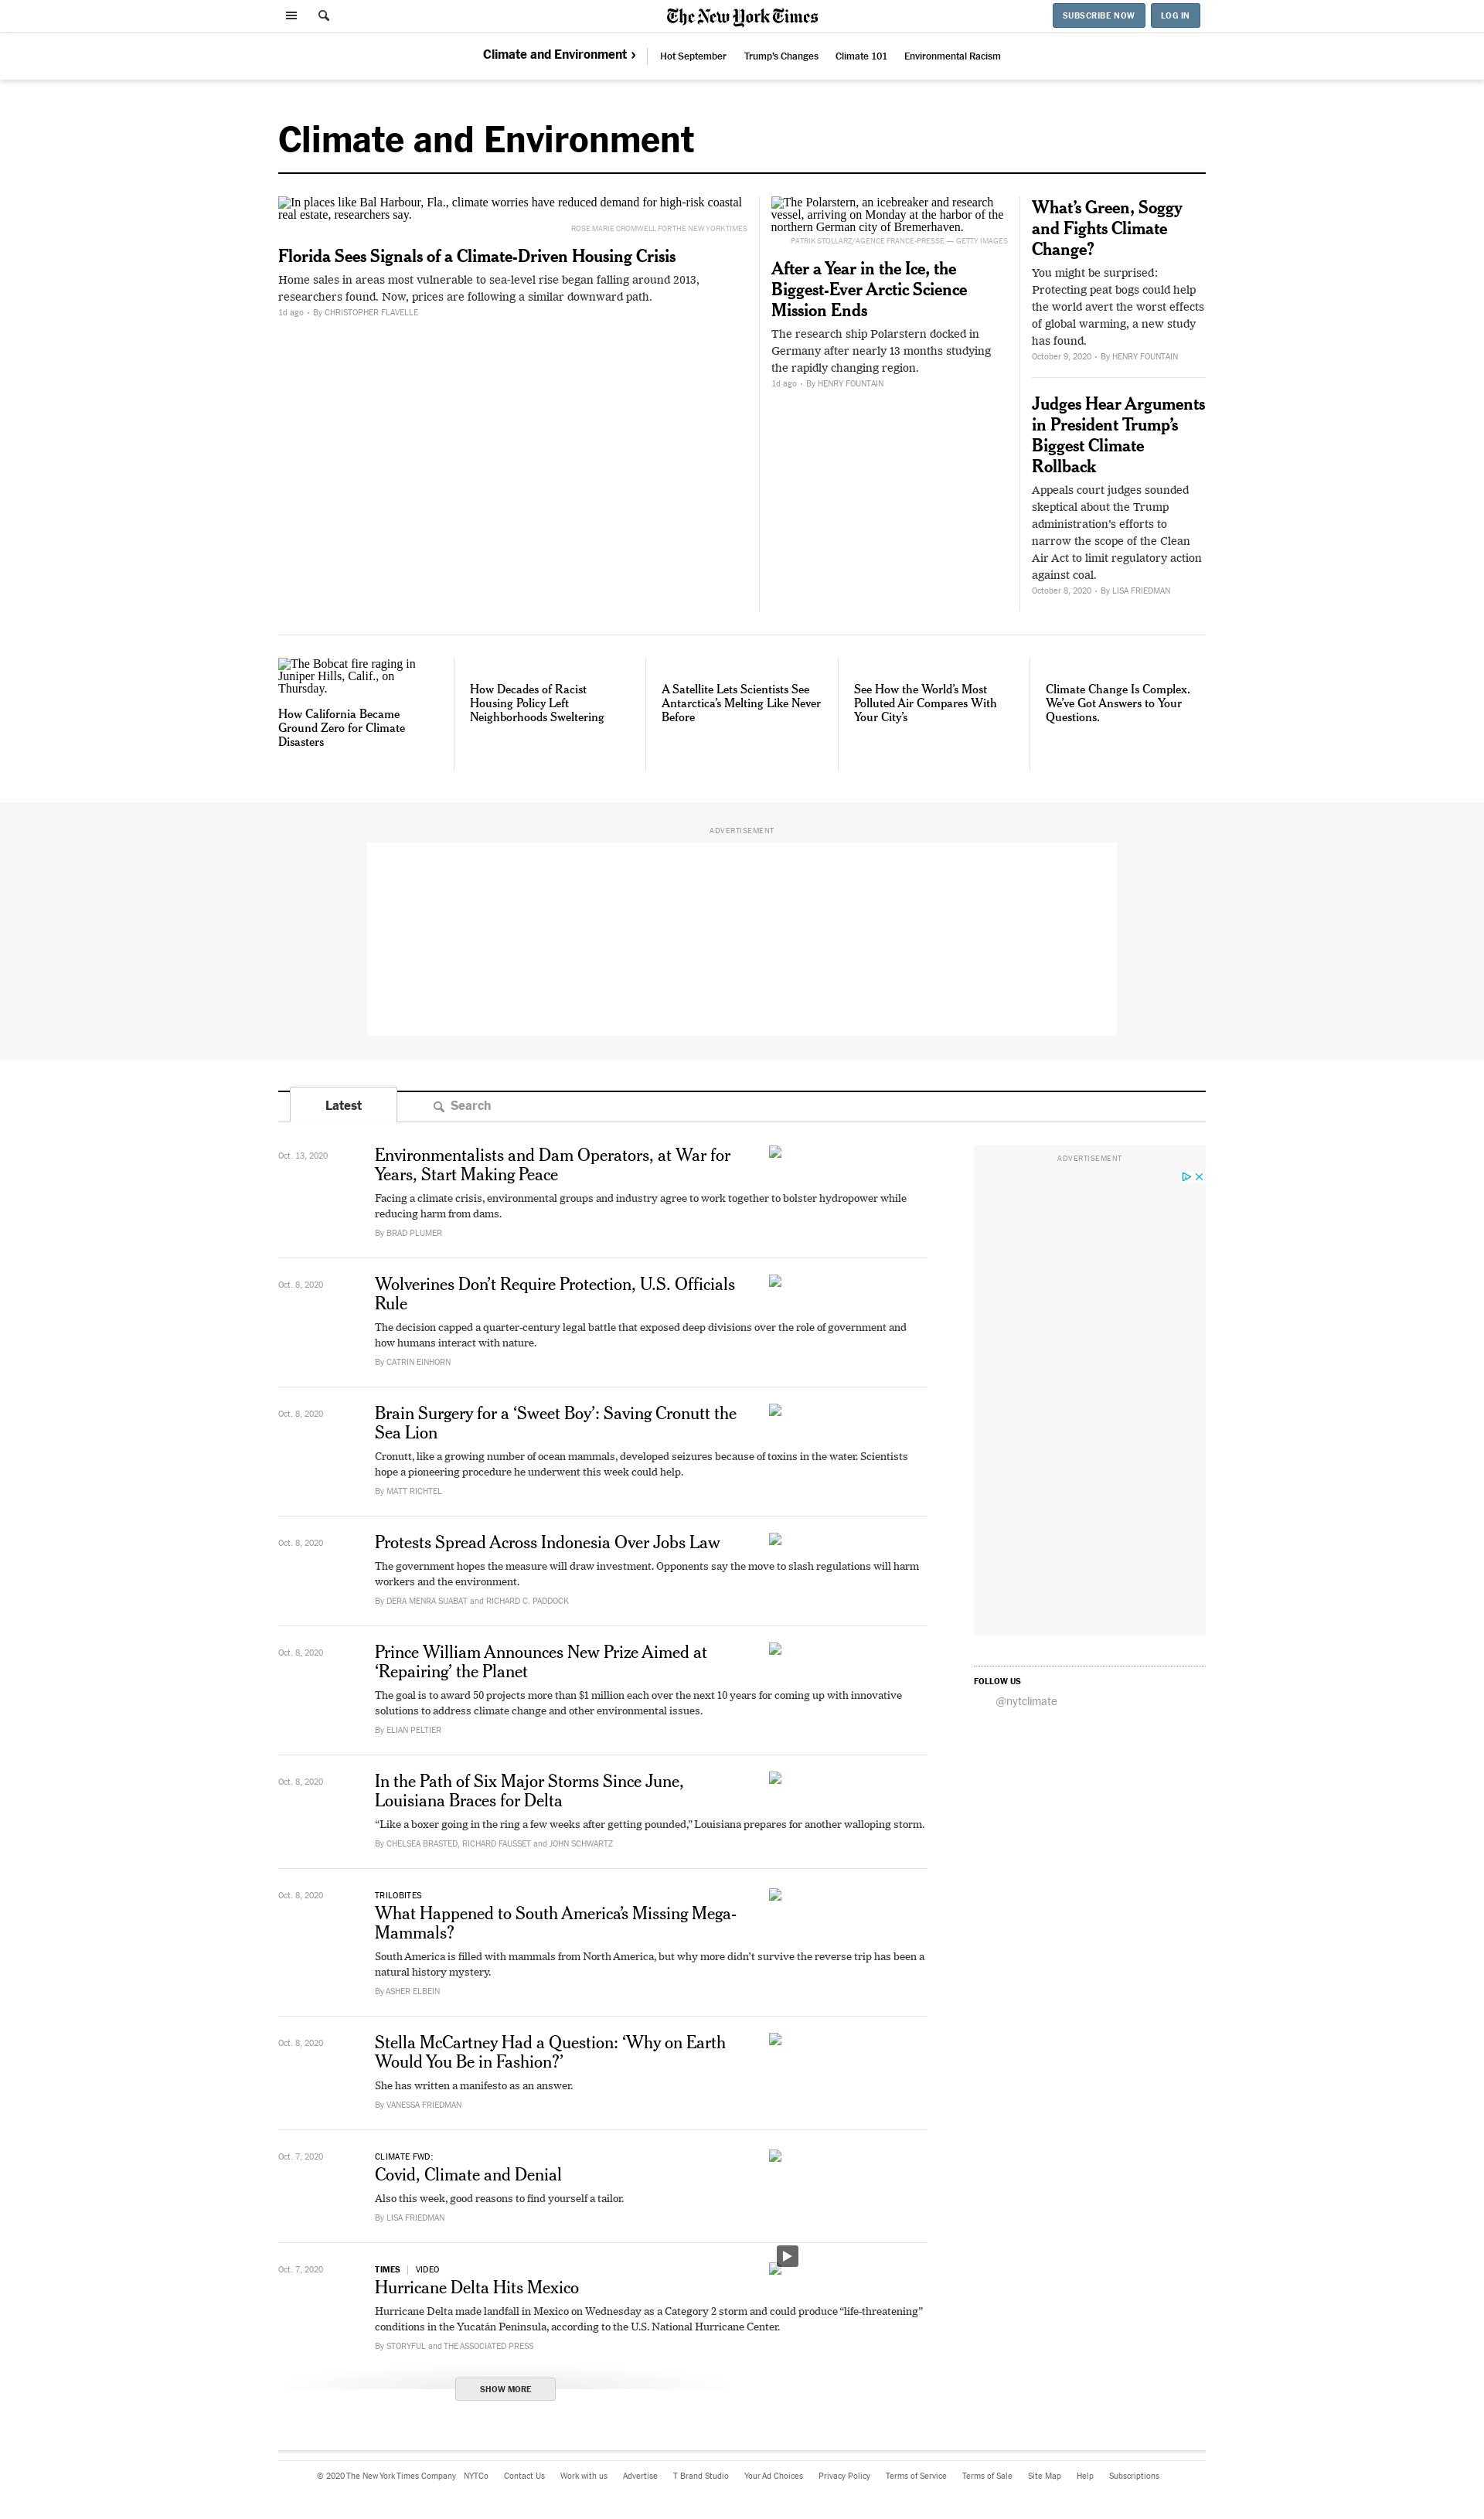 The New York Times
SUBSCRIBE NOW
LOG IN
Climate and Environment ›
Hot September
Trump's Changes
Climate 101
Environmental Racism
Climate and Environment
In places like Bal Harbour, Fla., climate worries have reduced demand for high-risk coastal
real estate, researchers say.
ROSE MARIE CROMWELL FOR THE NEW YORK TIMES
Florida Sees Signals of a Climate-Driven Housing Crisis
Home sales in areas most vulnerable to sea-level rise began falling around 2013,
researchers found. Now, prices are following a similar downward path.
1d ago • By CHRISTOPHER FLAVELLE
The Polarstern, an icebreaker and research
vessel, arriving on Monday at the harbor of the
northern German city of Bremerhaven.
PATRIK STOLLARZ/AGENCE FRANCE-PRESSE — GETTY IMAGES
After a Year in the Ice, the
Biggest-Ever Arctic Science
Mission Ends
The research ship Polarstern docked in
Germany after nearly 13 months studying
the rapidly changing region.
1d ago • By HENRY FOUNTAIN
What's Green, Soggy
and Fights Climate
Change?
You might be surprised:
Protecting peat bogs could help
the world avert the worst effects
of global warming, a new study
has found.
October 9, 2020 • By HENRY FOUNTAIN
Judges Hear Arguments
in President Trump's
Biggest Climate
Rollback
Appeals court judges sounded
skeptical about the Trump
administration's efforts to
narrow the scope of the Clean
Air Act to limit regulatory action
against coal.
October 8, 2020 • By LISA FRIEDMAN
The Bobcat fire raging in
Juniper Hills, Calif., on
Thursday.
How California Became
Ground Zero for Climate
Disasters
How Decades of Racist
Housing Policy Left
Neighborhoods Sweltering
A Satellite Lets Scientists See
Antarctica's Melting Like Never
Before
See How the World's Most
Polluted Air Compares With
Your City's
Climate Change Is Complex.
We've Got Answers to Your
Questions.
ADVERTISEMENT
Latest
Search
Oct. 13, 2020
Environmentalists and Dam Operators, at War for
Years, Start Making Peace
Facing a climate crisis, environmental groups and industry agree to work together to bolster hydropower while
reducing harm from dams.
By BRAD PLUMER
Oct. 8, 2020
Wolverines Don't Require Protection, U.S. Officials
Rule
The decision capped a quarter-century legal battle that exposed deep divisions over the role of government and
how humans interact with nature.
By CATRIN EINHORN
Oct. 8, 2020
Brain Surgery for a 'Sweet Boy': Saving Cronutt the
Sea Lion
Cronutt, like a growing number of ocean mammals, developed seizures because of toxins in the water. Scientists
hope a pioneering procedure he underwent this week could help.
By MATT RICHTEL
Oct. 8, 2020
Protests Spread Across Indonesia Over Jobs Law
The government hopes the measure will draw investment. Opponents say the move to slash regulations will harm
workers and the environment.
By DERA MENRA SIJABAT and RICHARD C. PADDOCK
Oct. 8, 2020
Prince William Announces New Prize Aimed at
'Repairing' the Planet
The goal is to award 50 projects more than $1 million each over the next 10 years for coming up with innovative
solutions to address climate change and other environmental issues.
By ELIAN PELTIER
Oct. 8, 2020
In the Path of Six Major Storms Since June,
Louisiana Braces for Delta
“Like a boxer going in the ring a few weeks after getting pounded,” Louisiana prepares for another walloping storm.
By CHELSEA BRASTED, RICHARD FAUSSET and JOHN SCHWARTZ
Oct. 8, 2020
TRILOBITES
What Happened to South America's Missing Mega-
Mammals?
South America is filled with mammals from North America, but why more didn't survive the reverse trip has been a
natural history mystery.
By ASHER ELBEIN
Oct. 8, 2020
Stella McCartney Had a Question: 'Why on Earth
Would You Be in Fashion?'
She has written a manifesto as an answer.
By VANESSA FRIEDMAN
Oct. 7, 2020
CLIMATE FWD:
Covid, Climate and Denial
Also this week, good reasons to find yourself a tailor.
By LISA FRIEDMAN
Oct. 7, 2020
TIMES | VIDEO
Hurricane Delta Hits Mexico
Hurricane Delta made landfall in Mexico on Wednesday as a Category 2 storm and could produce “life-threatening”
conditions in the Yucatán Peninsula, according to the U.S. National Hurricane Center.
By STORYFUL and THE ASSOCIATED PRESS
SHOW MORE
ADVERTISEMENT
FOLLOW US
@nytclimate
© 2020 The New York Times Company
NYTCo
Contact Us
Work with us
Advertise
T Brand Studio
Your Ad Choices
Privacy Policy
Terms of Service
Terms of Sale
Site Map
Help
Subscriptions